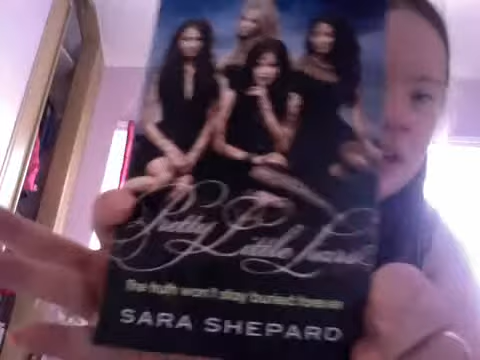 Pretty Little Liars
The truth won't stay buried forever
SARA SHEPARD